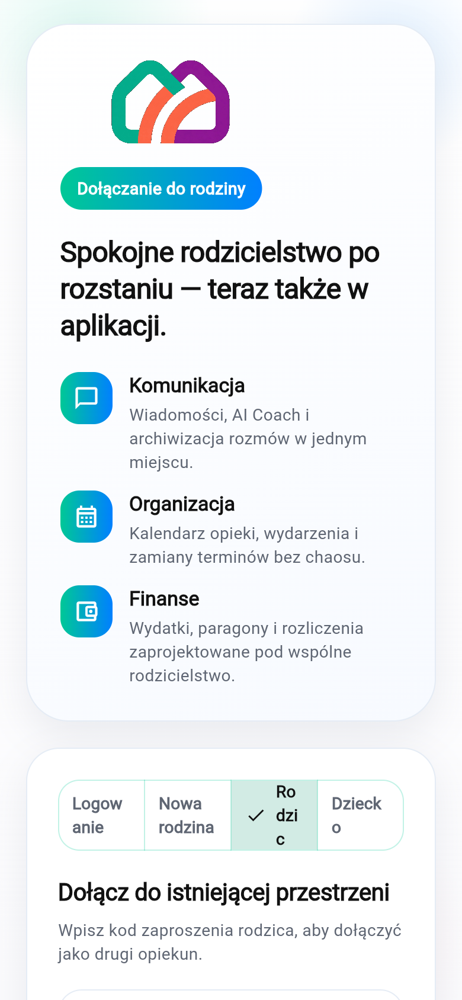 Dołączanie do rodziny
Spokojne rodzicielstwo po
rozstaniu — teraz także w
aplikacji.
Komunikacja
Wiadomości, AI Coach i
archiwizacja rozmów w jednym
miejscu.
Organizacja
Kalendarz opieki, wydarzenia i
zamiany terminów bez chaosu.
Finanse
Wydatki, paragony i rozliczenia
zaprojektowane pod wspólne
rodzicielstwo.
Logow
anie
Nowa
rodzina
Ro
dzi
c
Dzieck
o
Dołącz do istniejącej przestrzeni
Wpisz kod zaproszenia rodzica, aby dołączyć
jako drugi opiekun.